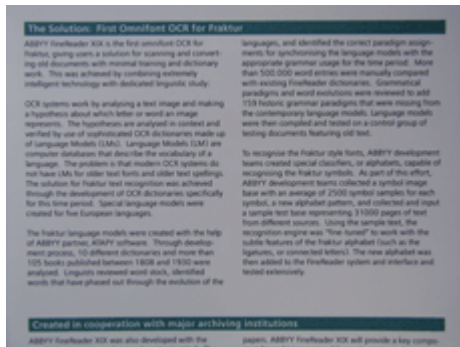 The Solution: First Omnifont OCR for Fraktur
ABBYY FineReader XIX is the first omnifont OCR for
Fraktur, giving users a solution for scanning and convert-
ing old documents with minimal training and dictionary
work. This was achieved by combining extremely
intelligent technology with dedicated linguistic study:
OCR systems work by analysing a text image and making
a hypothesis about which letter or word an image
represents. The hypotheses are analysed in context and
verified by use of sophisticated OCR dictionaries made up
of Language Models (LMs). Language Models (LM) are
computer databases that describe the vocabulary of a
language. The problem is that modern OCR systems do
not have LMs for older text fonts and older text spellings.
The solution for Fraktur text recognition was achieved
through the development of OCR dictionaries specifically
for this time period. Special language models were
created for five European languages.
The Fraktur language models were created with the help
of ABBYY partner, ATAPY software. Through develop-
ment process, 10 different dictionaries and more than
105 books published between 1808 and 1930 were
analysed. Linguists reviewed word stock, identified
words that have phased out through the evolution of the
languages, and identified the correct paradigm assign-
ments for synchronising the language models with the
appropriate grammar usage for the time period. More
than 500,000 word entries were manually compared
with existing FineReader dictionaries. Grammatical
paradigms and word evolutions were reviewed to add
159 historic grammar paradigms that were missing from
the contemporary language models. Language models
were then compiled and tested on a control group of
testing documents featuring old text.
To recognise the Fraktur style fonts, ABBYY development
teams created special classifiers, or alphabets, capable of
recognising the Fraktur symbols. As part of this effort,
ABBYY development teams collected a symbol image
base with an average of 2500 symbol samples for each
symbol, a new alphabet pattern, and collected and input
a sample text base representing 31000 pages of text
from different sources. Using the sample text, the
recognition engine was "fine tuned" to work with the
subtle features of the Fraktur alphabet (such as the
ligatures, or connected letters). The new alphabet was
then added to the FineReader system and interface and
tested extensively.
Created in cooperation with major archiving institutions
ABBYY FineReader XIX was also developed with the
papers. ABBYY FineReader XIX will provide a key compo-